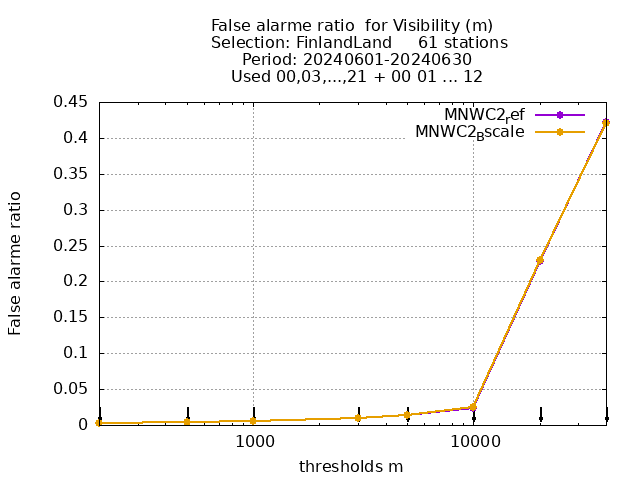 False alarme ratio  for Visibility (m)
Selection: FinlandLand     61 stations
Period: 20240601-20240630
Used 00,03,...,21 + 00 01 ... 12
MNWC2ref
MNWC2Bscale
0.45
0.4
0.35
0.3
0.25
0.2
0.15
0.1
0.05
0
False alarme ratio
1000
10000
thresholds m